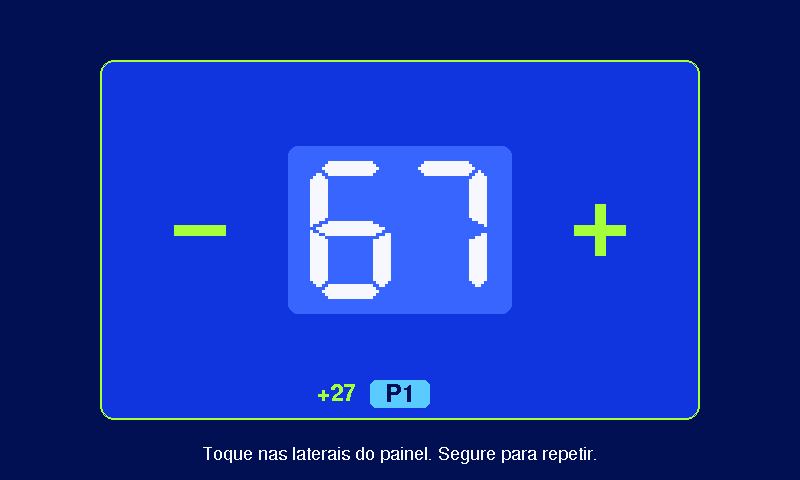 − 67 +
+27 P1
Toque nas laterais do painel. Segure para repetir.